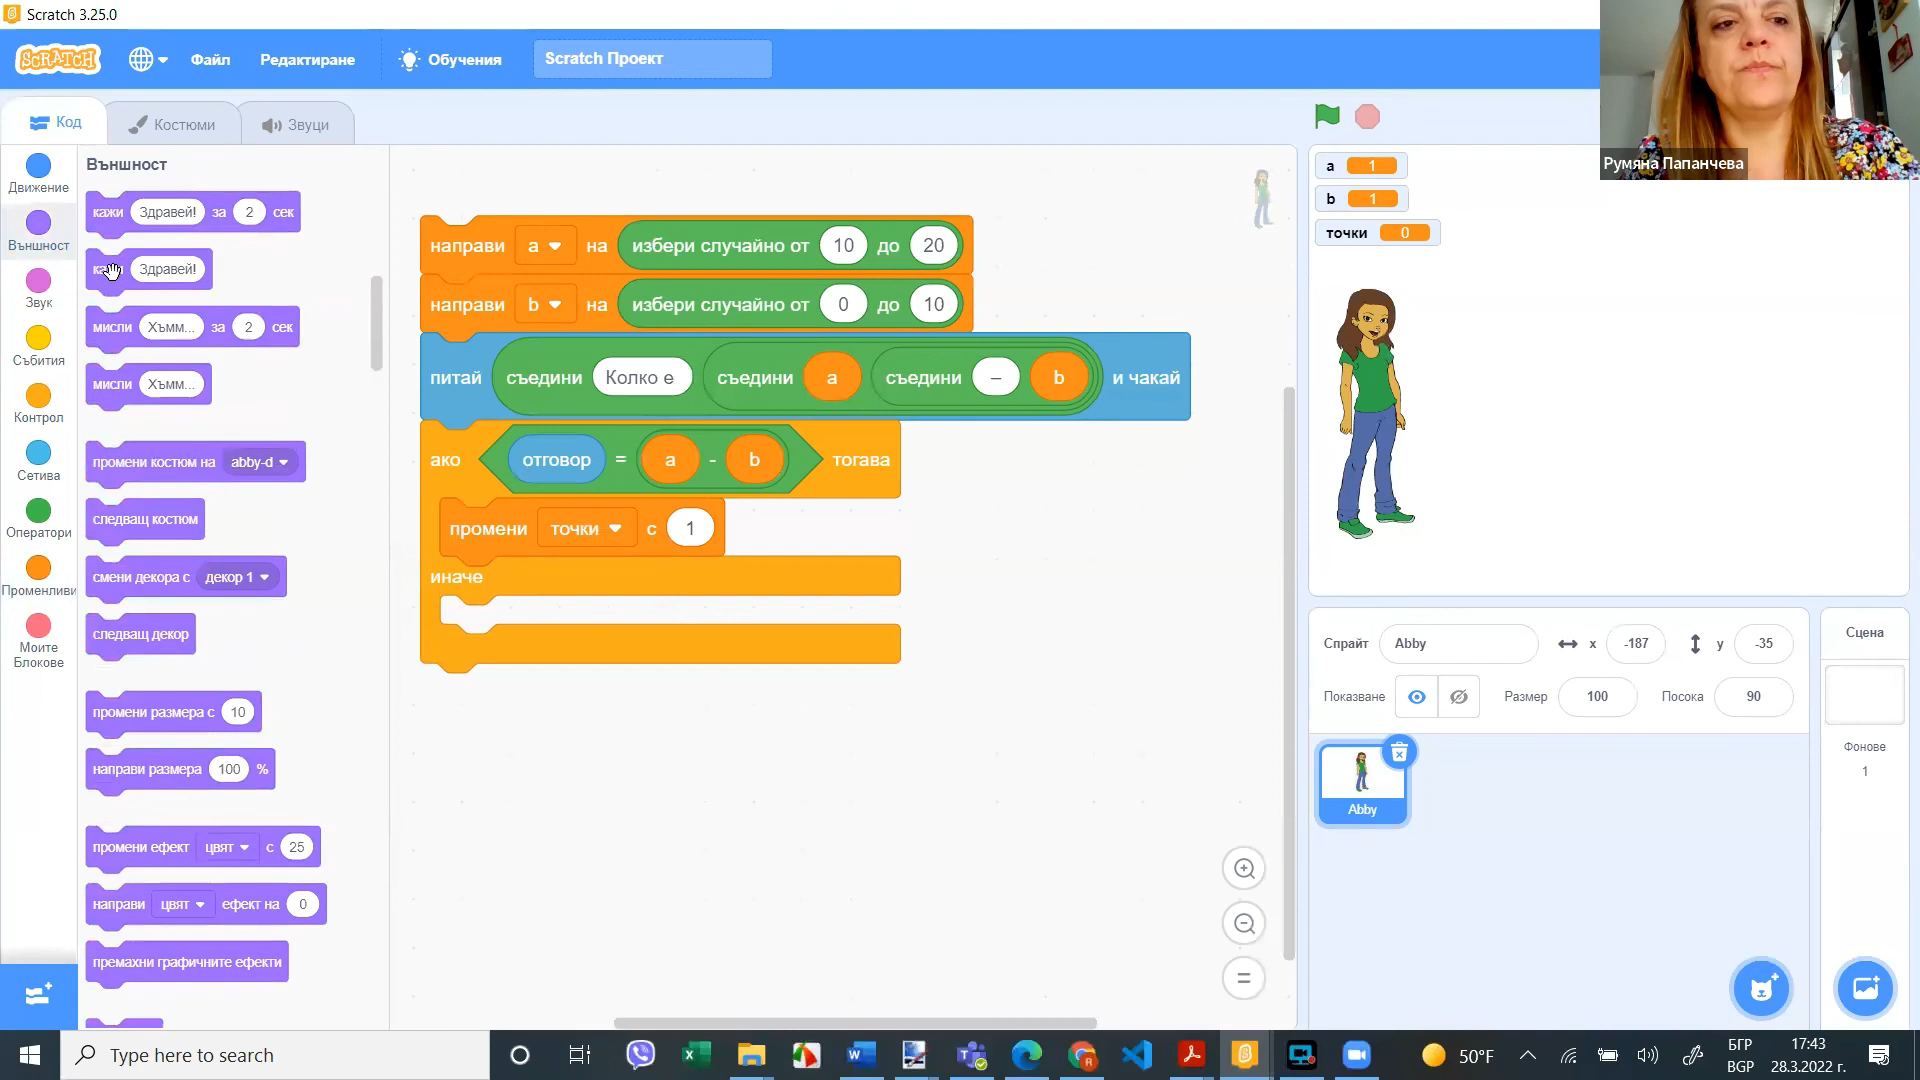 Scratch 3.25.0
SCRATCH
Файл
Редактиране
Обучения
Scratch Проект
Румяна Папанчева
Код
Костюми
Звуци
Движение
Външност
Звук
Събития
Контрол
Сетива
Оператори
Променливи
Моите
Блокове
Външност
кажи Здравей! за 2 сек
Здравей!
мисли Хъмм... за 2 сек
мисли Хъмм...
промени костюм на abby-d
следващ костюм
смени декора с декор 1
следващ декор
промени размера с 10
направи размера 100 %
промени ефект цвят с 25
направи цвят ефект на 0
премахни графичните ефекти
направи a на избери случайно от 10 до 20
направи b на избери случайно от 0 до 10
питай съедини Колко е съедини a съедини – b и чакай
ако отговор = a - b тогава
промени точки с 1
иначе
a 1
b 1
точки 0
Спрайт Abby x -187 y -35
Показване Размер 100 Посока 90
Abby
Сцена
Фонове
1
Type here to search
50°F
БГР
BGP
17:43
28.3.2022 г.